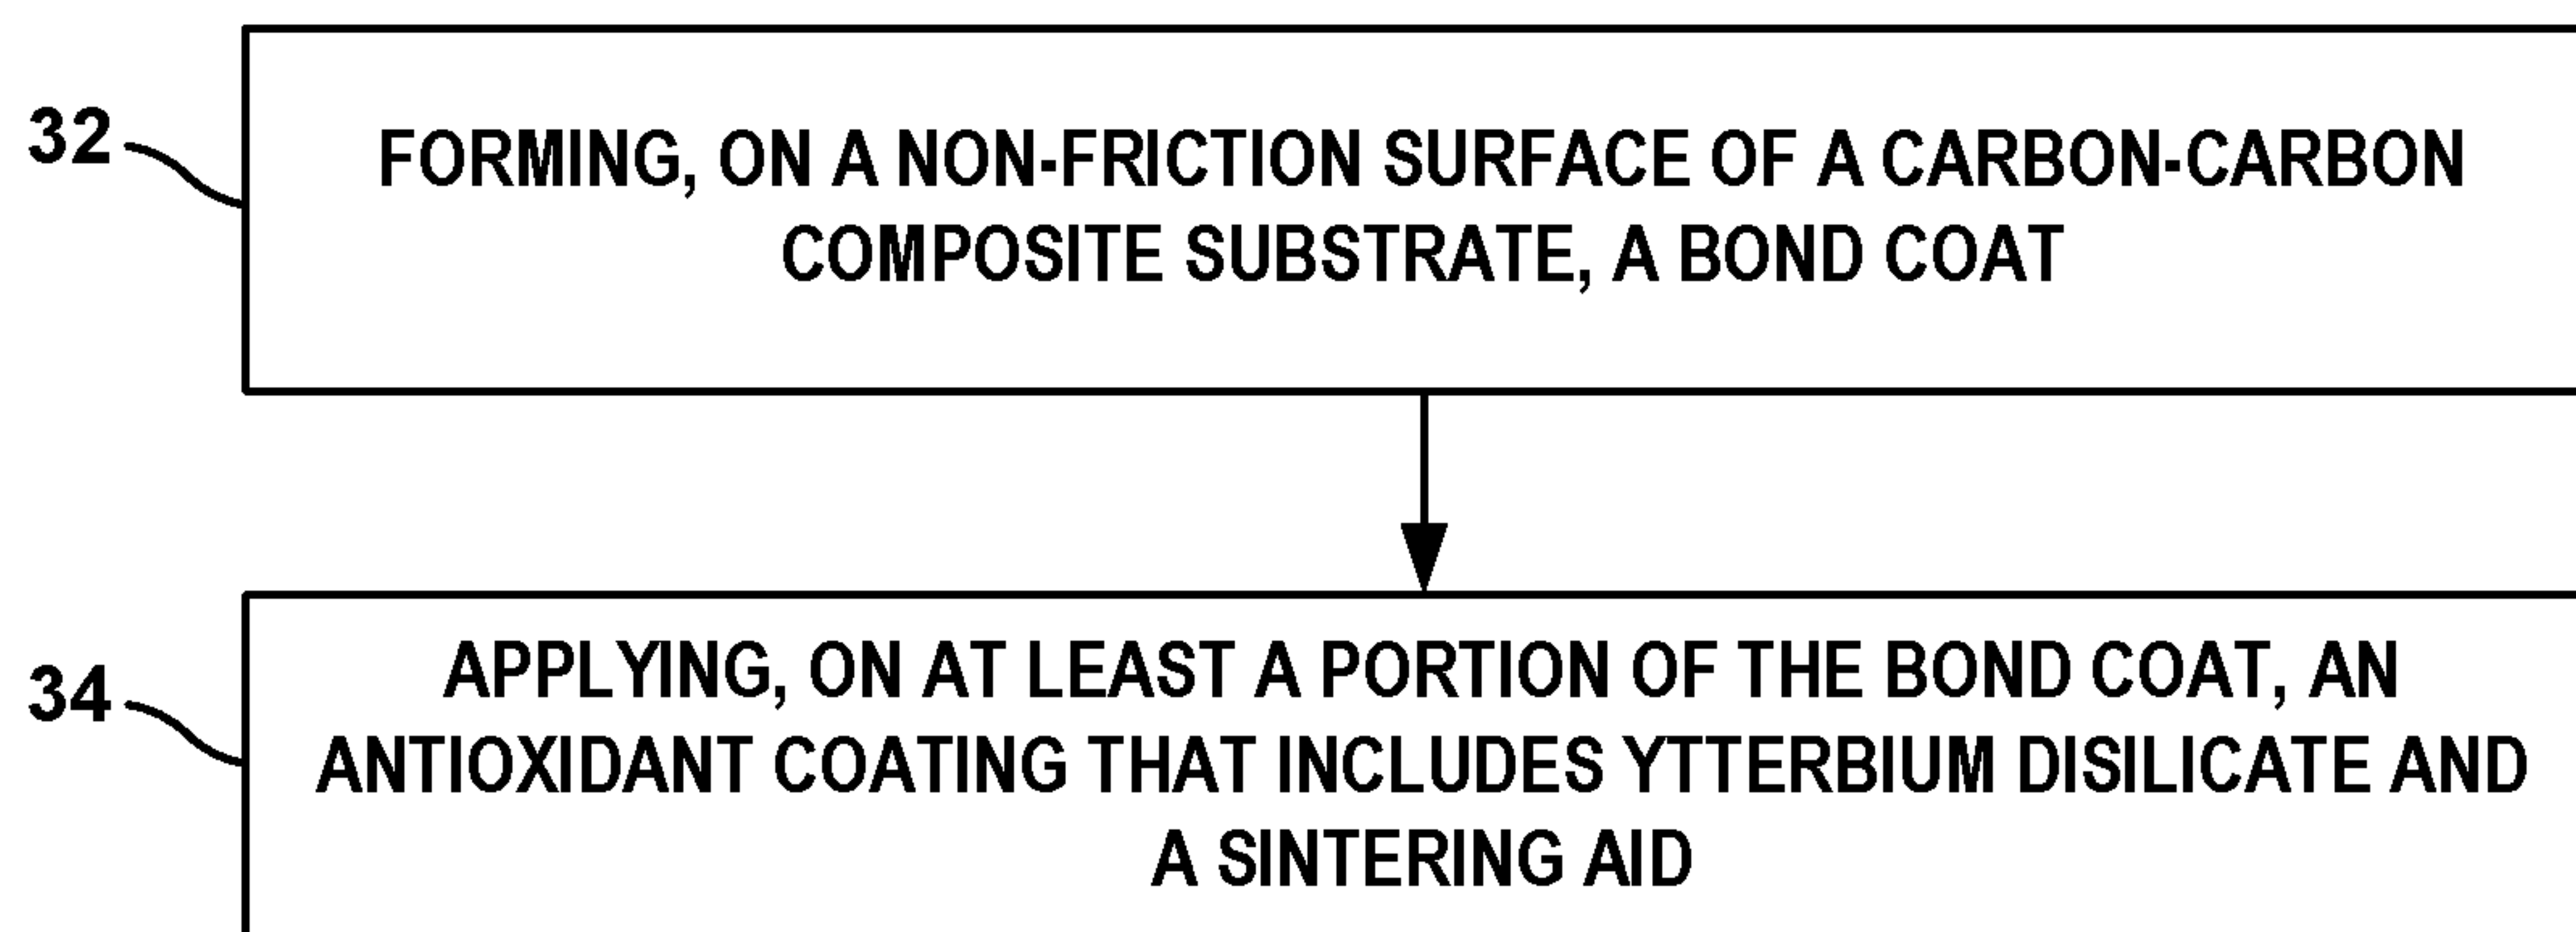 32
FORMING, ON A NON-FRICTION SURFACE OF A CARBON-CARBON
COMPOSITE SUBSTRATE, A BOND COAT
34
APPLYING, ON AT LEAST A PORTION OF THE BOND COAT, AN
ANTIOXIDANT COATING THAT INCLUDES YTTERBIUM DISILICATE AND
A SINTERING AID